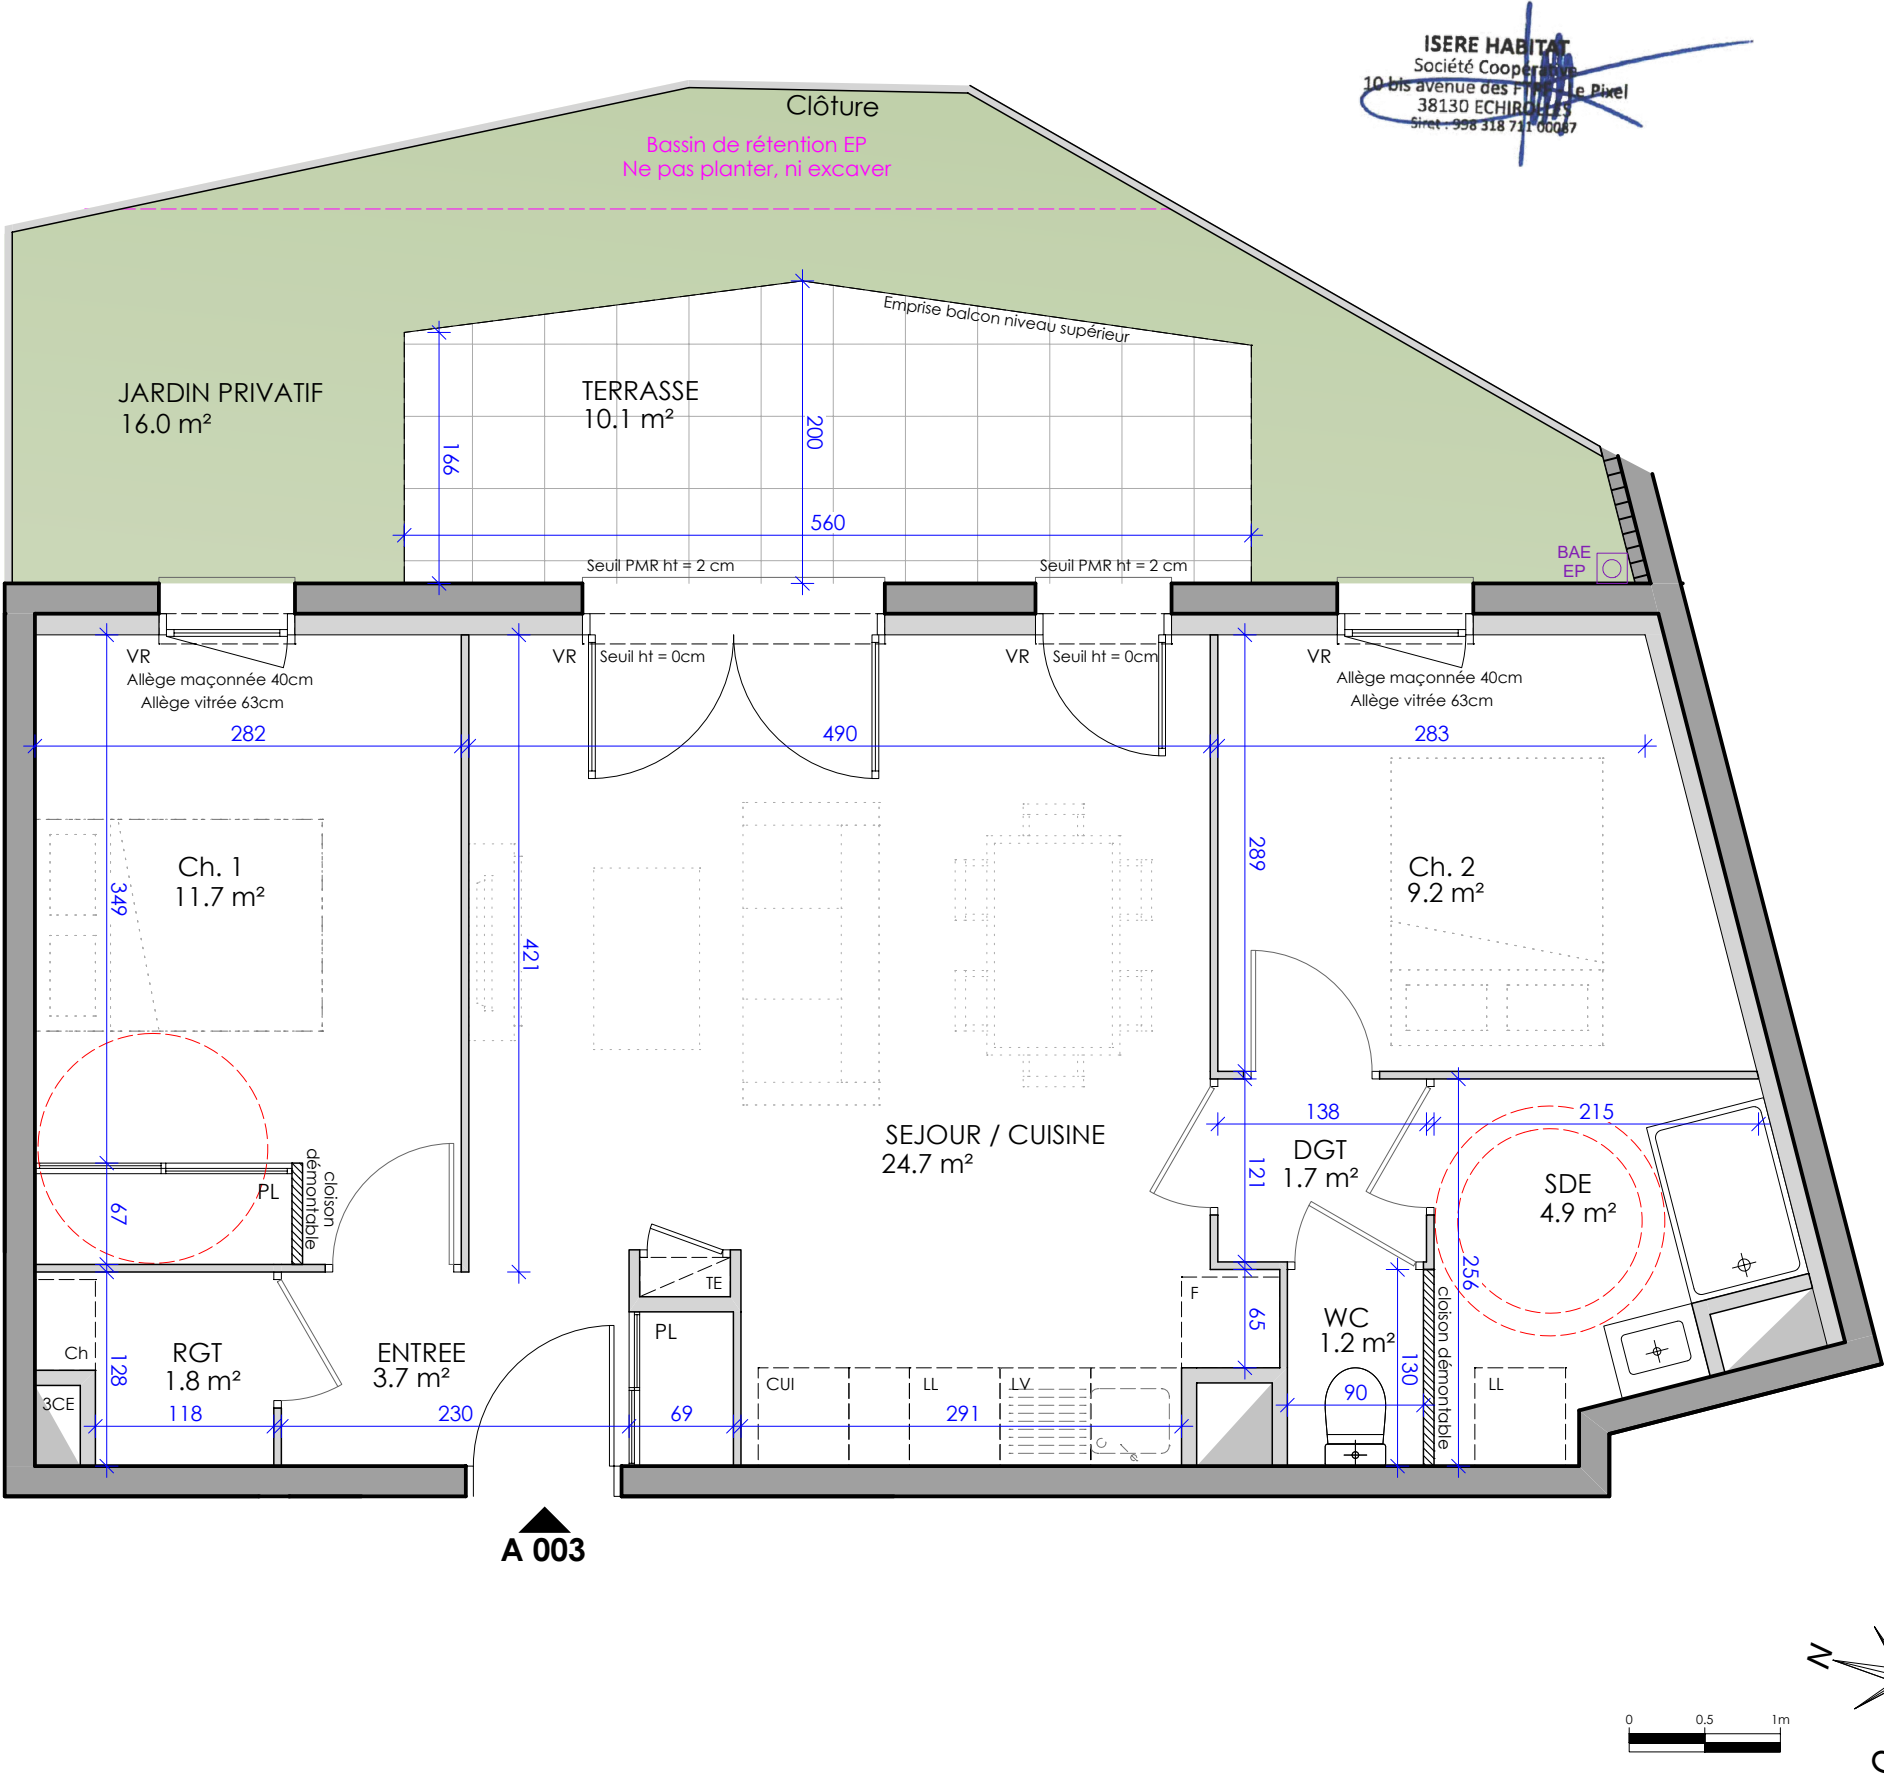 ISERE HABITAT
Société Coopérative
10 bis avenue des Le Pixel
38130 ECHIROLLES
Siret : 998 318 711 00087
Clôture
Bassin de rétention EP
Ne pas planter, ni excaver
Emprise balcon niveau supérieur
JARDIN PRIVATIF
16.0 m²
TERRASSE
10.1 m²
166
200
560
Seuil PMR ht = 2 cm
Seuil PMR ht = 2 cm
BAE
EP
VR
Allège maçonnée 40cm
Allège vitrée 63cm
VR
Seuil ht = 0cm
VR
Seuil ht = 0cm
VR
Allège maçonnée 40cm
Allège vitrée 63cm
282
490
283
Ch. 1
11.7 m²
349
421
289
Ch. 2
9.2 m²
SEJOUR / CUISINE
24.7 m²
138
215
DGT
1.7 m²
121
SDE
4.9 m²
256
PL
67
cloison
démontable
TE
PL
F
65
WC
1.2 m²
130
90
cloison démontable
Ch
3CE
128
RGT
1.8 m²
ENTREE
3.7 m²
118
230
69
291
CUI
LL
LV
LL
A 003
N
0
0.5
1m